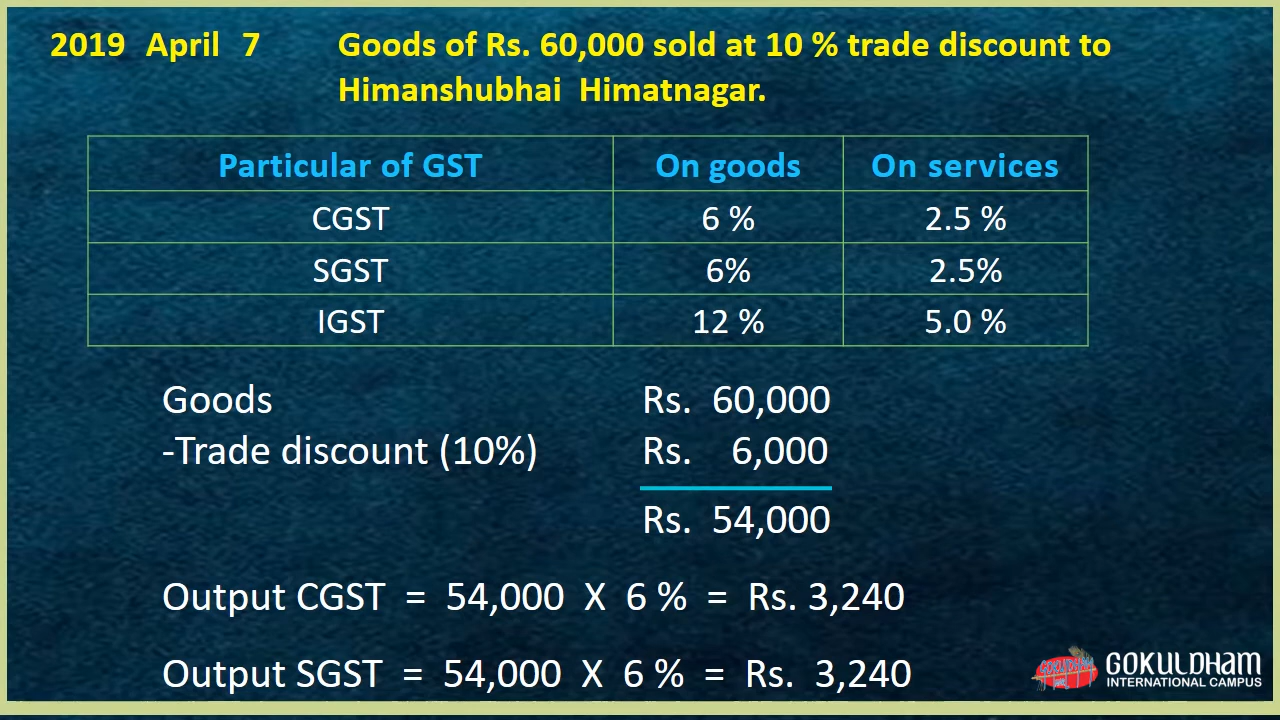 2019 April 7 Goods of Rs. 60,000 sold at 10 % trade discount to
Himanshubhai Himatnagar.
Particular of GST On goods On services
CGST 6 % 2.5 %
SGST 6% 2.5%
IGST 12 % 5.0 %
Goods Rs. 60,000
-Trade discount (10%) Rs. 6,000
Rs. 54,000
Output CGST = 54,000 X 6 % = Rs. 3,240
Output SGST = 54,000 X 6 % = Rs. 3,240
GOKULDHAM
INTERNATIONAL CAMPUS